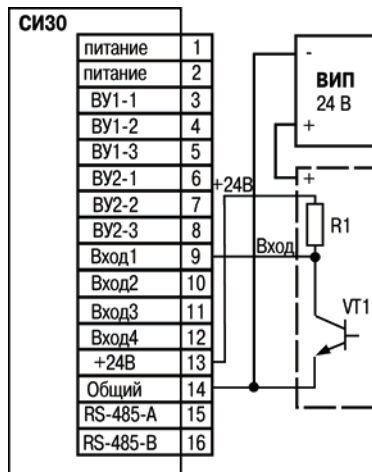 СИ30
питание 1
питание 2
ВУ1-1 3
ВУ1-2 4
ВУ1-3 5
ВУ2-1 6
ВУ2-2 7
ВУ2-3 8
Вход1 9
Вход2 10
Вход3 11
Вход4 12
+24В 13
Общий 14
RS-485-А 15
RS-485-В 16
+24В
Вход
-
ВИП
24 В
+
+
R1
VT1